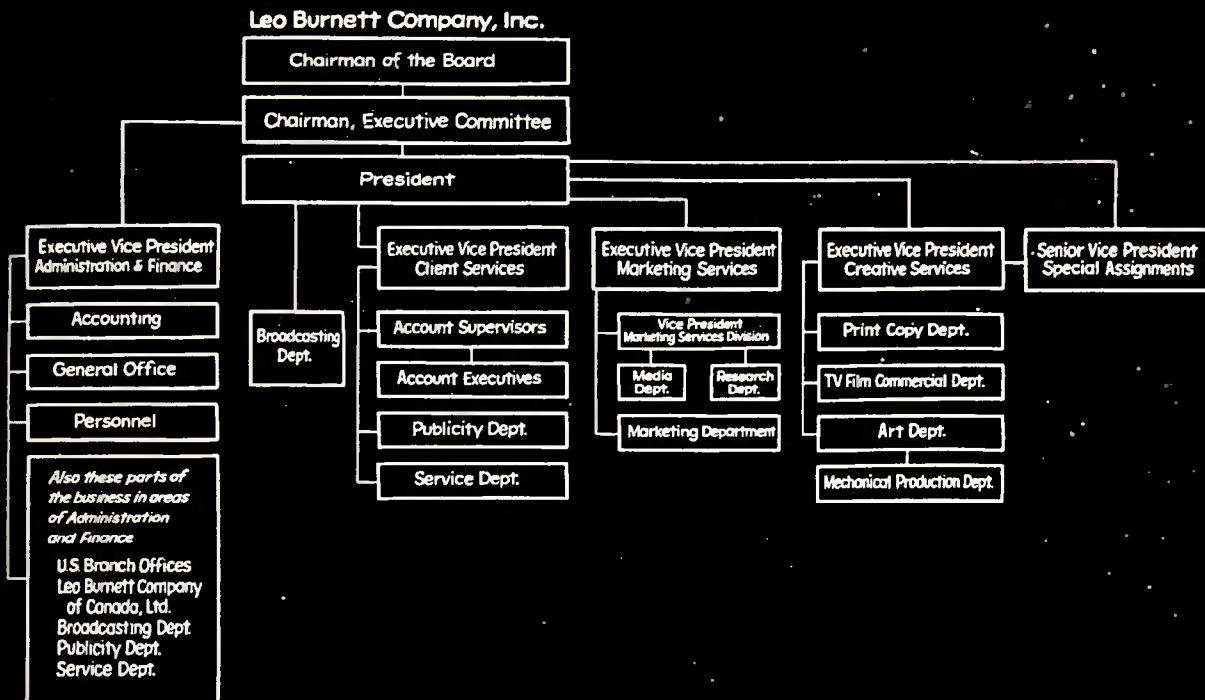 Leo Burnett Company, Inc.
Chairman of the Board
Chairman, Executive Committee
President
Executive Vice President
Administration & Finance
Accounting
General Office
Personnel
Also these parts of
the business in areas
of Administration
and Finance
U.S. Branch Offices
Leo Burnett Company
of Canada, Ltd.
Broadcasting Dept.
Publicity Dept.
Service Dept.
Broadcasting
Dept.
Executive Vice President
Client Services
Account Supervisors
Account Executives
Publicity Dept.
Service Dept.
Executive Vice President
Marketing Services
Vice President
Marketing Services Division
Media
Dept.
Research
Dept.
Marketing Department
Executive Vice President
Creative Services
Print Copy Dept.
TV Film Commercial Dept.
Art Dept.
Mechanical Production Dept.
Senior Vice President
Special Assignments